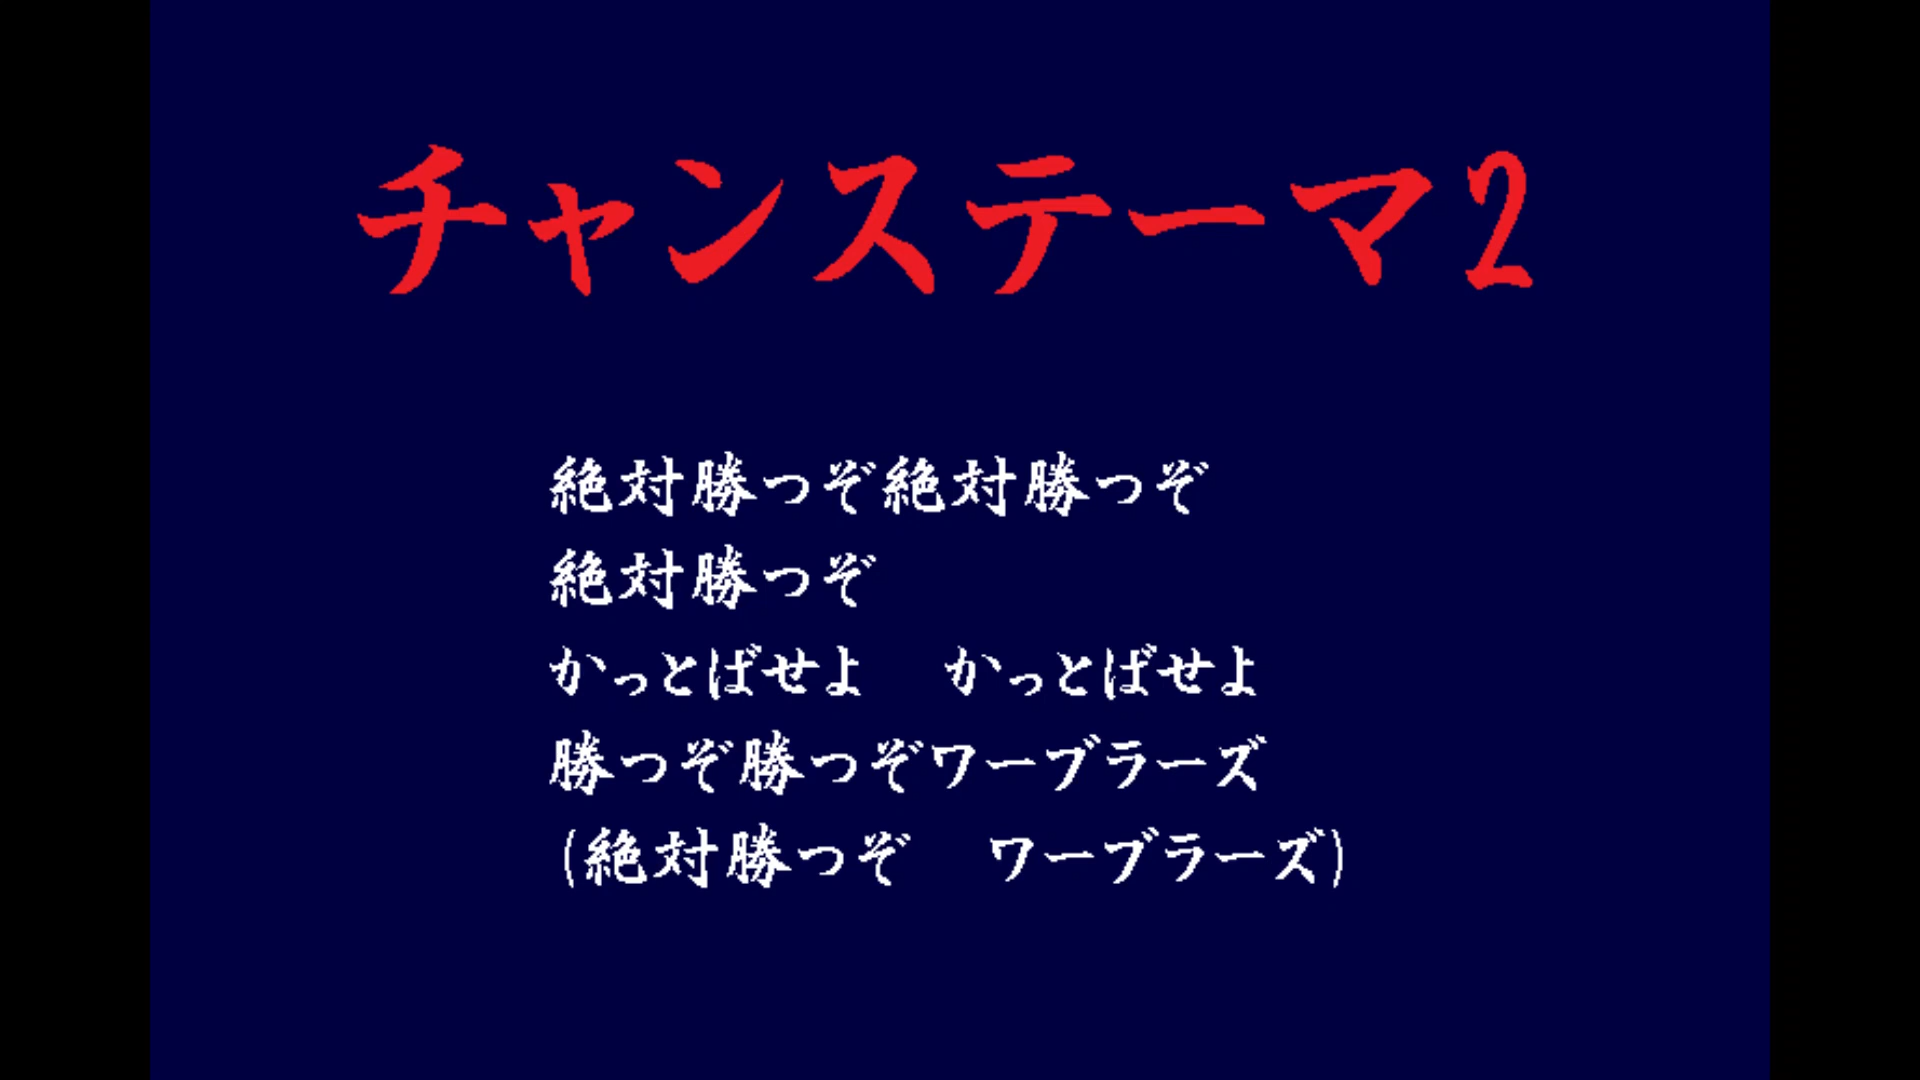 チャンステーマ2
絶対勝つぞ絶対勝つぞ
絶対勝つぞ
かっとばせよ　かっとばせよ
勝つぞ勝つぞワーブラーズ
(絶対勝つぞ　ワーブラーズ)